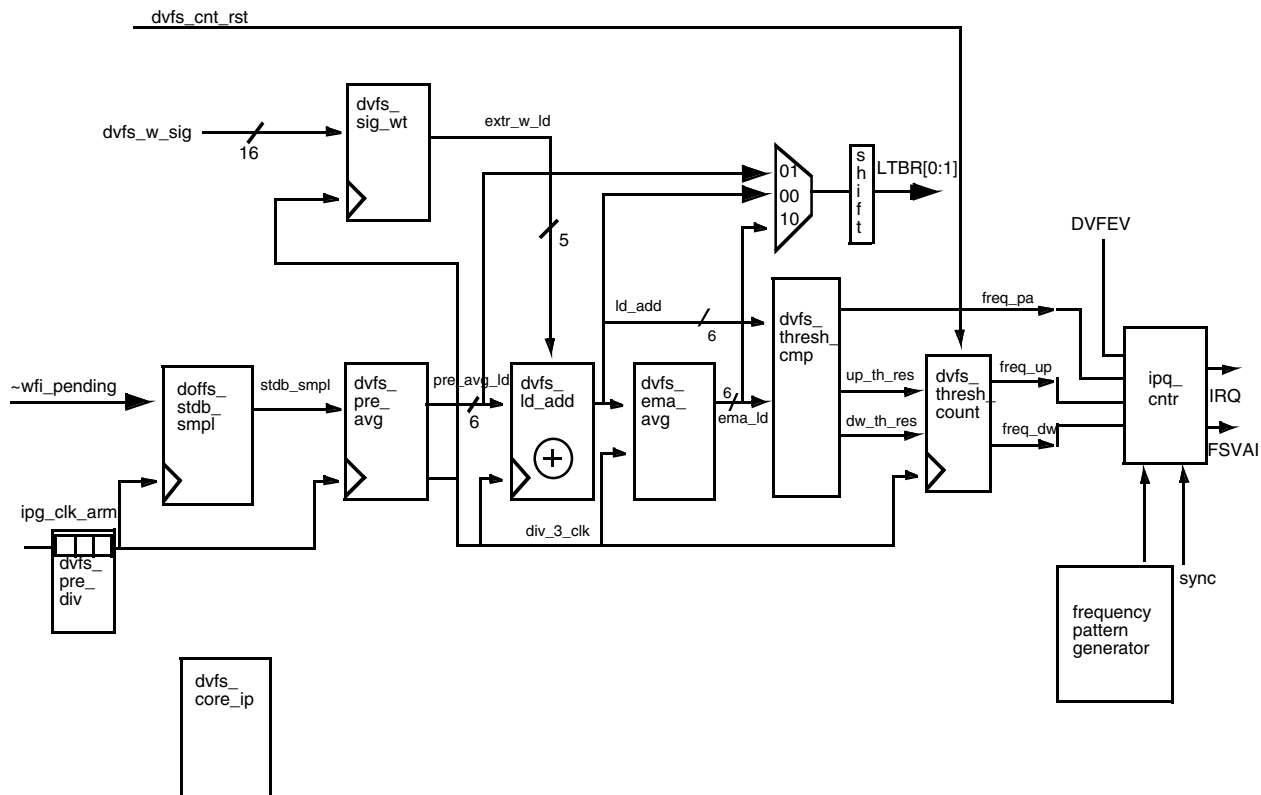 dvfs_cnt_rst
dvfs_w_sig
16
dvfs_
sig_wt
extr_w_ld
5
01
00
10
s
h
i
f
t
LTBR[0:1]
DVFEV
~wfi_pending
doffs_
stdb_
smpl
stdb_smpl
dvfs_
pre_
avg
pre_avg_ld
6
dvfs_
ld_add
+
ld_add
6
dvfs_
ema_
avg
6
ema_ld
dvfs_
thresh_
cmp
up_th_res
dw_th_res
dvfs_
thresh_
count
freq_pa
freq_up
freq_dw
ipq_
cntr
IRQ
FSVAI
ipg_clk_arm
dvfs_
pre_
div
div_3_clk
sync
frequency
pattern
generator
dvfs_
core_ip